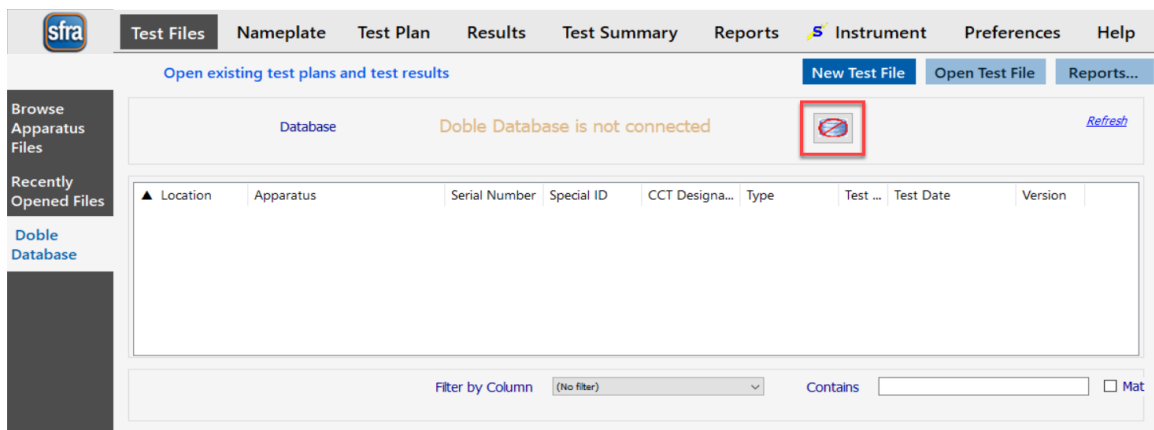 sfra
Test Files Nameplate Test Plan Results Test Summary Reports S Instrument Preferences Help
Open existing test plans and test results New Test File Open Test File Reports...
Browse Apparatus Files
Recently Opened Files
Doble Database
Database Doble Database is not connected Refresh
▲ Location Apparatus Serial Number Special ID CCT Designa... Type Test ... Test Date Version
Filter by Column (No filter) Contains Mat